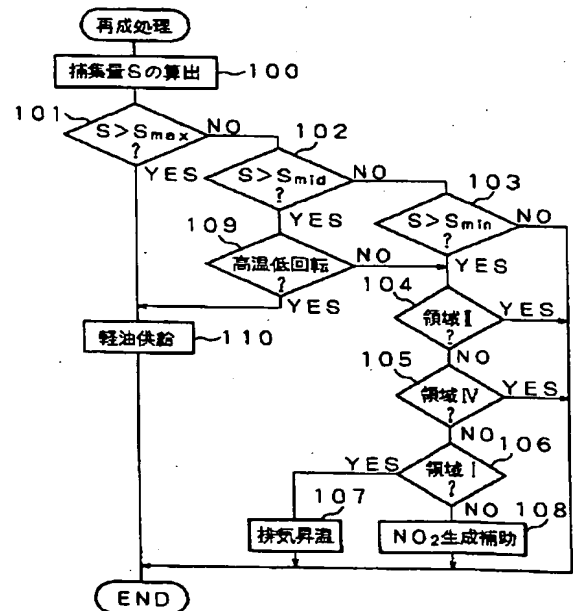 再成処理
捕集量Sの算出
100
101
S>Smax
?
NO
YES
102
S>Smid
?
NO
YES
103
S>Smin
?
NO
YES
109
高温低回転
?
NO
YES
104
領域Ⅱ
?
YES
NO
軽油供給
110
105
領域Ⅳ
?
YES
NO
106
領域Ⅰ
?
YES
NO
107
排気昇温
108
NO₂生成補助
END